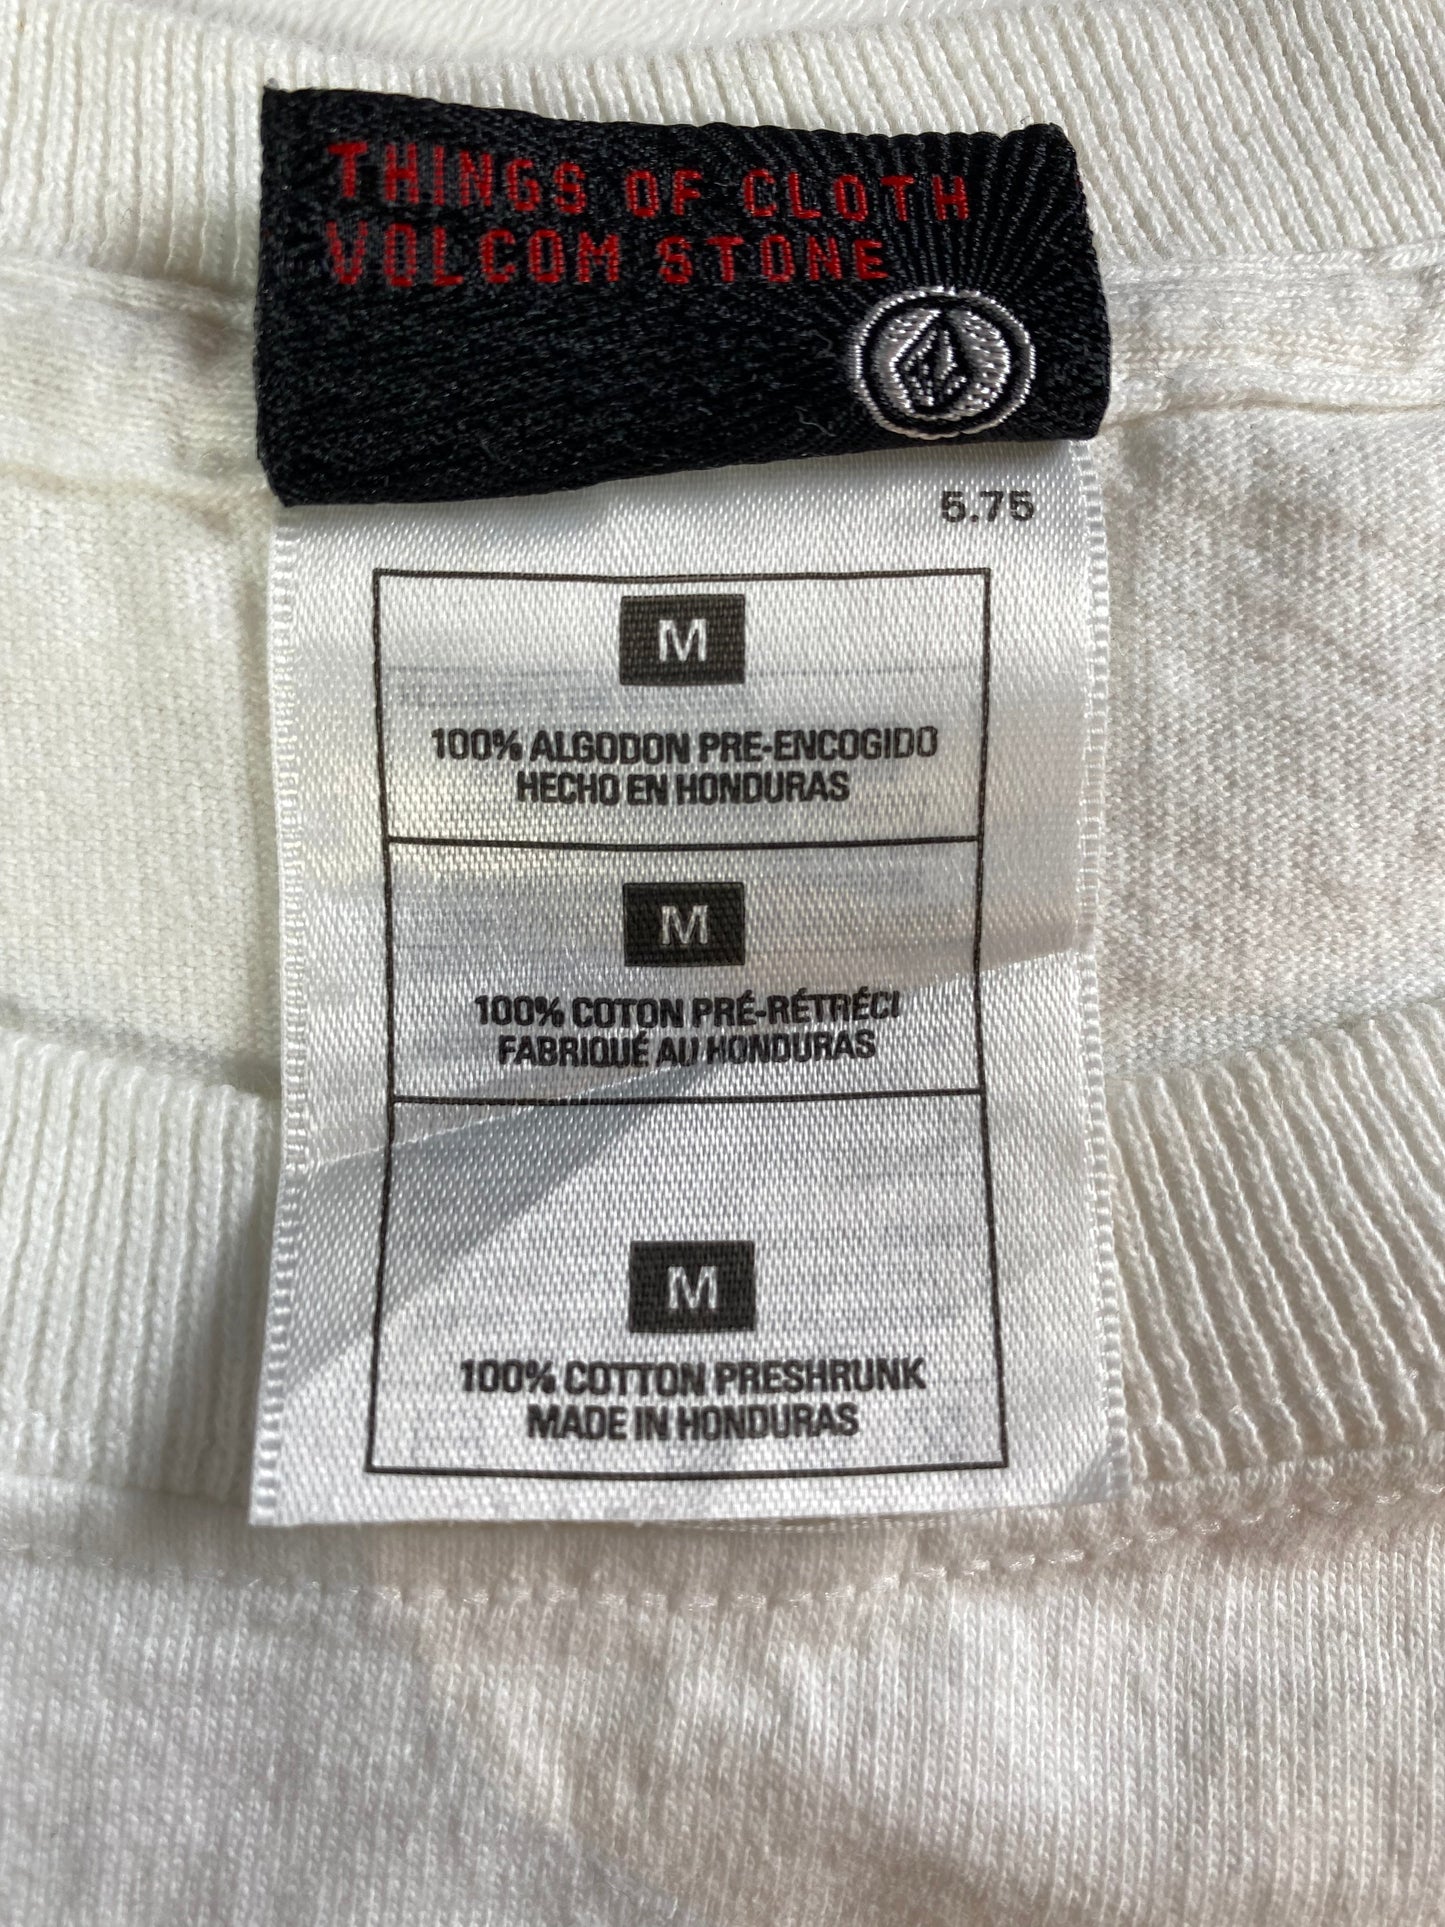 THINGS OF CLOTH
VOLCOM STONE
5.75
M
100% ALGODON PRE-ENCOGIDO
HECHO EN HONDURAS
M
100% COTON PRÉ-RÉTRÉCI
FABRIQUÉ AU HONDURAS
M
100% COTTON PRESHRUNK
MADE IN HONDURAS